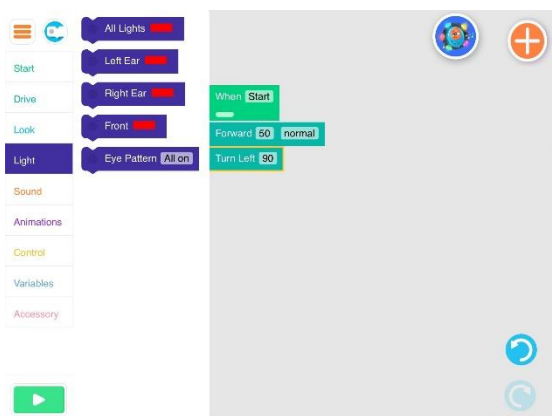 Start
Drive
Look
Light
Sound
Animations
Control
Variables
Accessory
All Lights
Left Ear
Right Ear
Front
Eye Pattern All on
When Start
Forward 50 normal
Turn Left 90